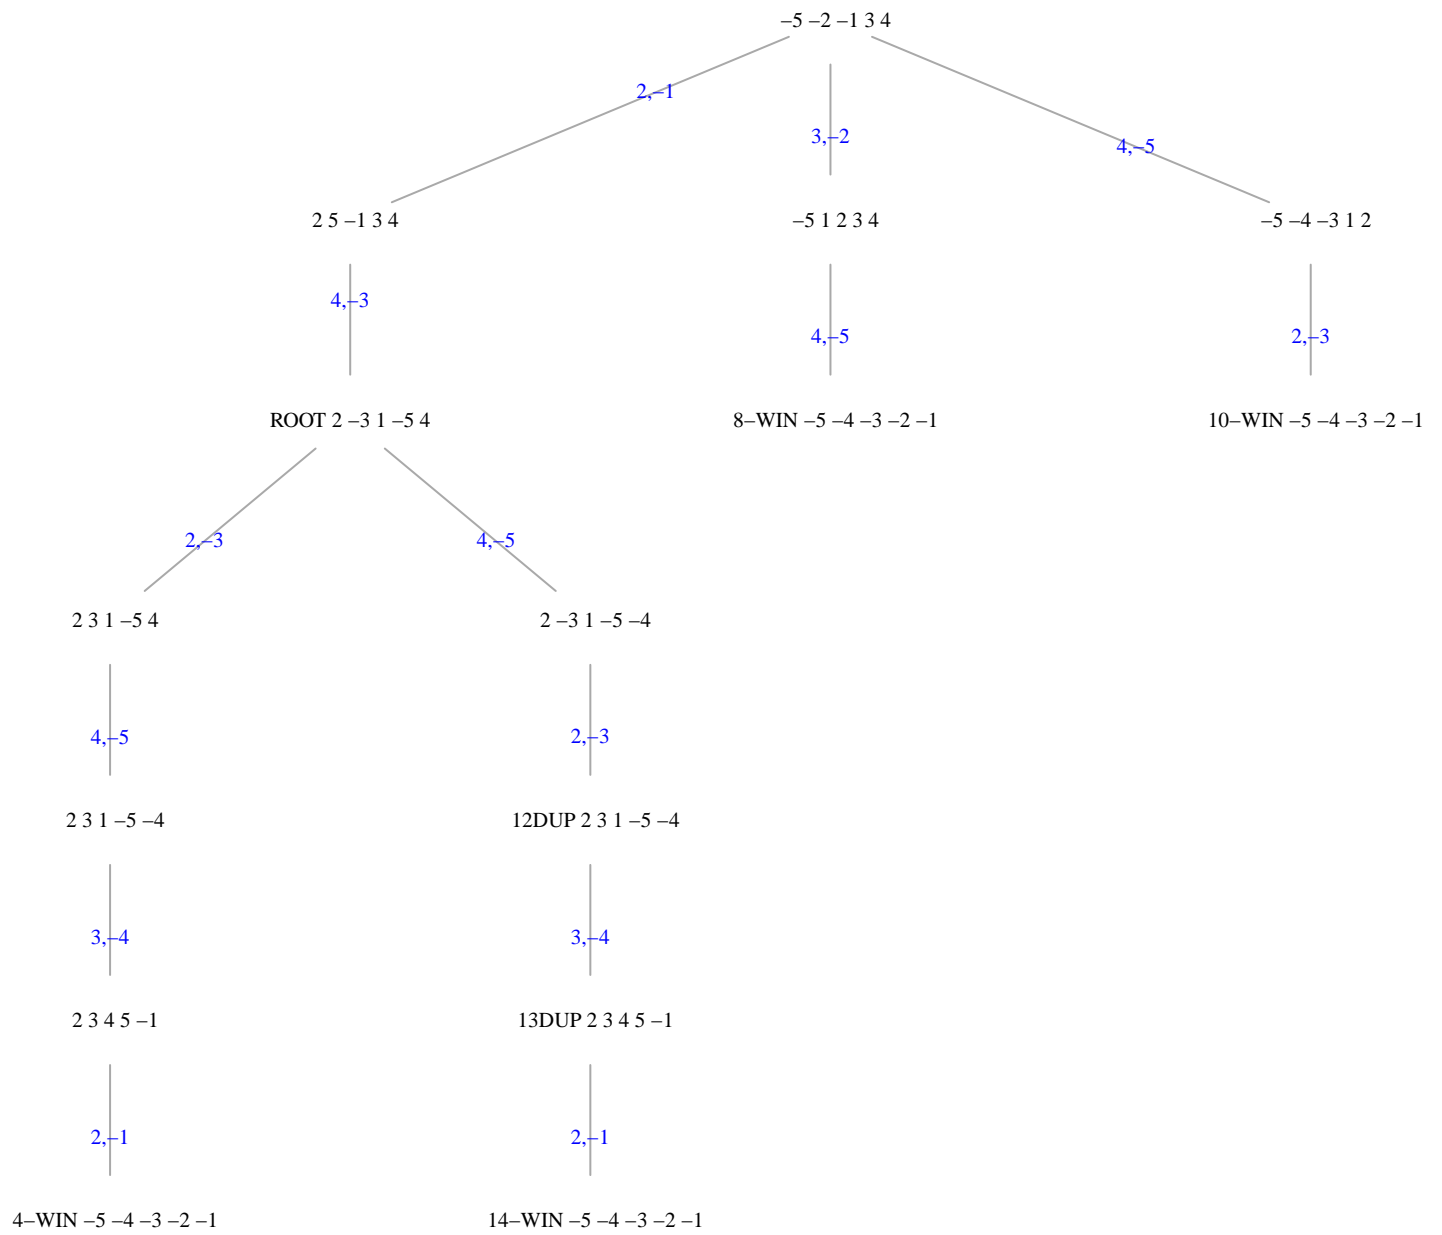 –5 –2 –1 3 4
2,–1
3,–2
4,–5
2 5 –1 3 4
–5 1 2 3 4
–5 –4 –3 1 2
4,–3
4,–5
2,–3
ROOT 2 –3 1 –5 4
8–WIN –5 –4 –3 –2 –1
10–WIN –5 –4 –3 –2 –1
2,–3
4,–5
2 3 1 –5 4
2 –3 1 –5 –4
4,–5
2,–3
2 3 1 –5 –4
12DUP 2 3 1 –5 –4
3,–4
3,–4
2 3 4 5 –1
13DUP 2 3 4 5 –1
2,–1
2,–1
4–WIN –5 –4 –3 –2 –1
14–WIN –5 –4 –3 –2 –1